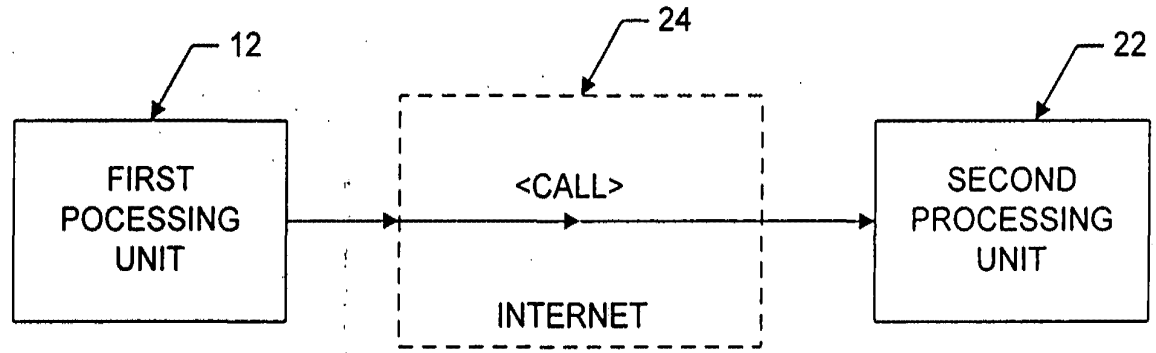 12
24
22
FIRST
POCESSING
UNIT
<CALL>
INTERNET
SECOND
PROCESSING
UNIT